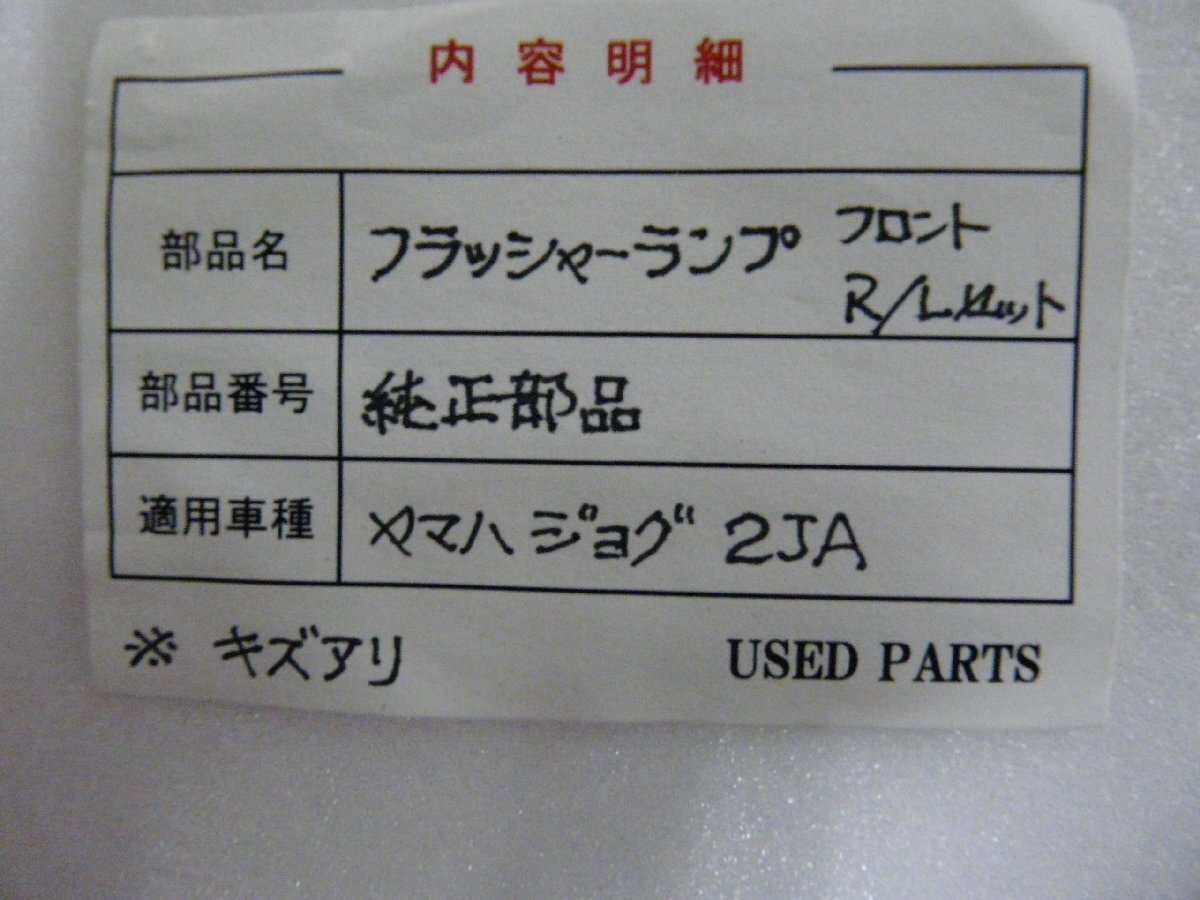 内容明細
部品名 フラッシャーランプ フロント
R/Lセット
部品番号 純正部品
適用車種 ヤマハ ジョグ 2JA
※ キズアリ USED PARTS